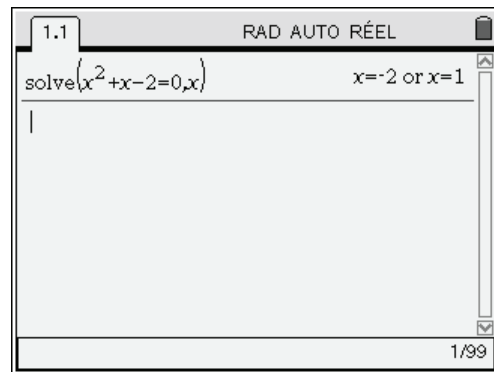 1.1 RAD AUTO RÉEL
solve(x²+x-2=0,x) x=-2 or x=1
1/99